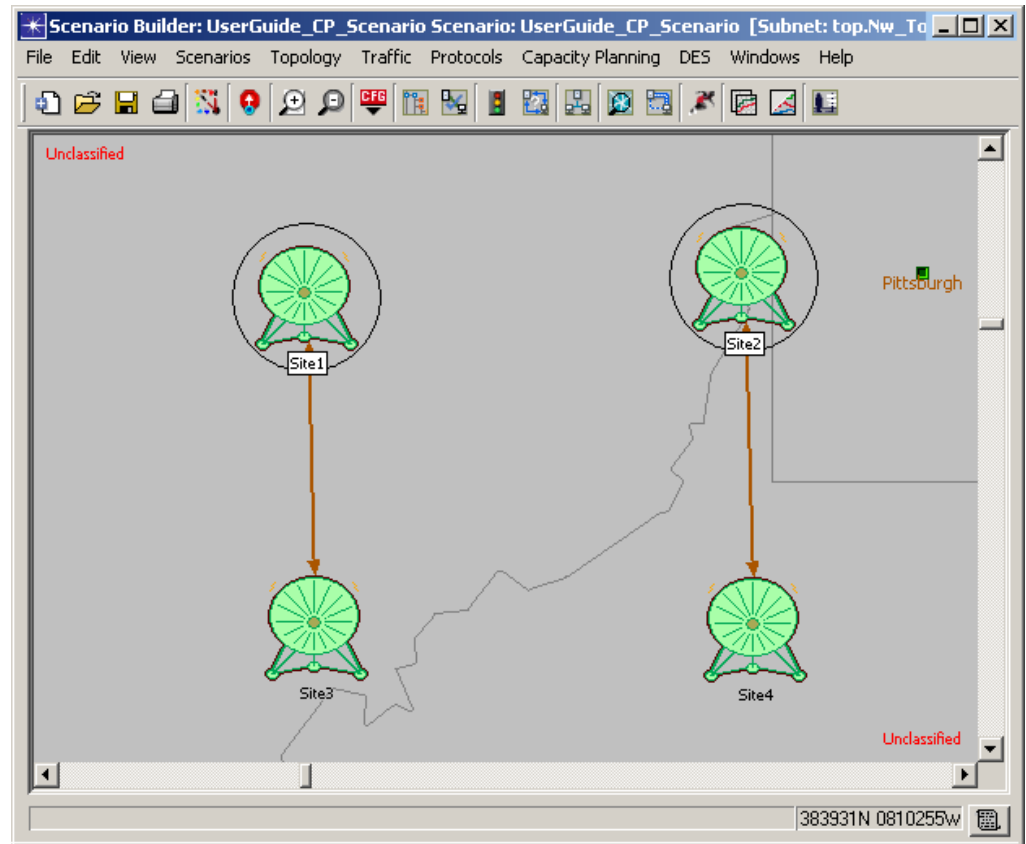 Scenario Builder: UserGuide_CP_Scenario Scenario: UserGuide_CP_Scenario [Subnet: top.Nw_To
File Edit View Scenarios Topology Traffic Protocols Capacity Planning DES Windows Help
CFG
Unclassified
Pittsburgh
Site1
Site2
Site3
Site4
Unclassified
383931N 0810255W